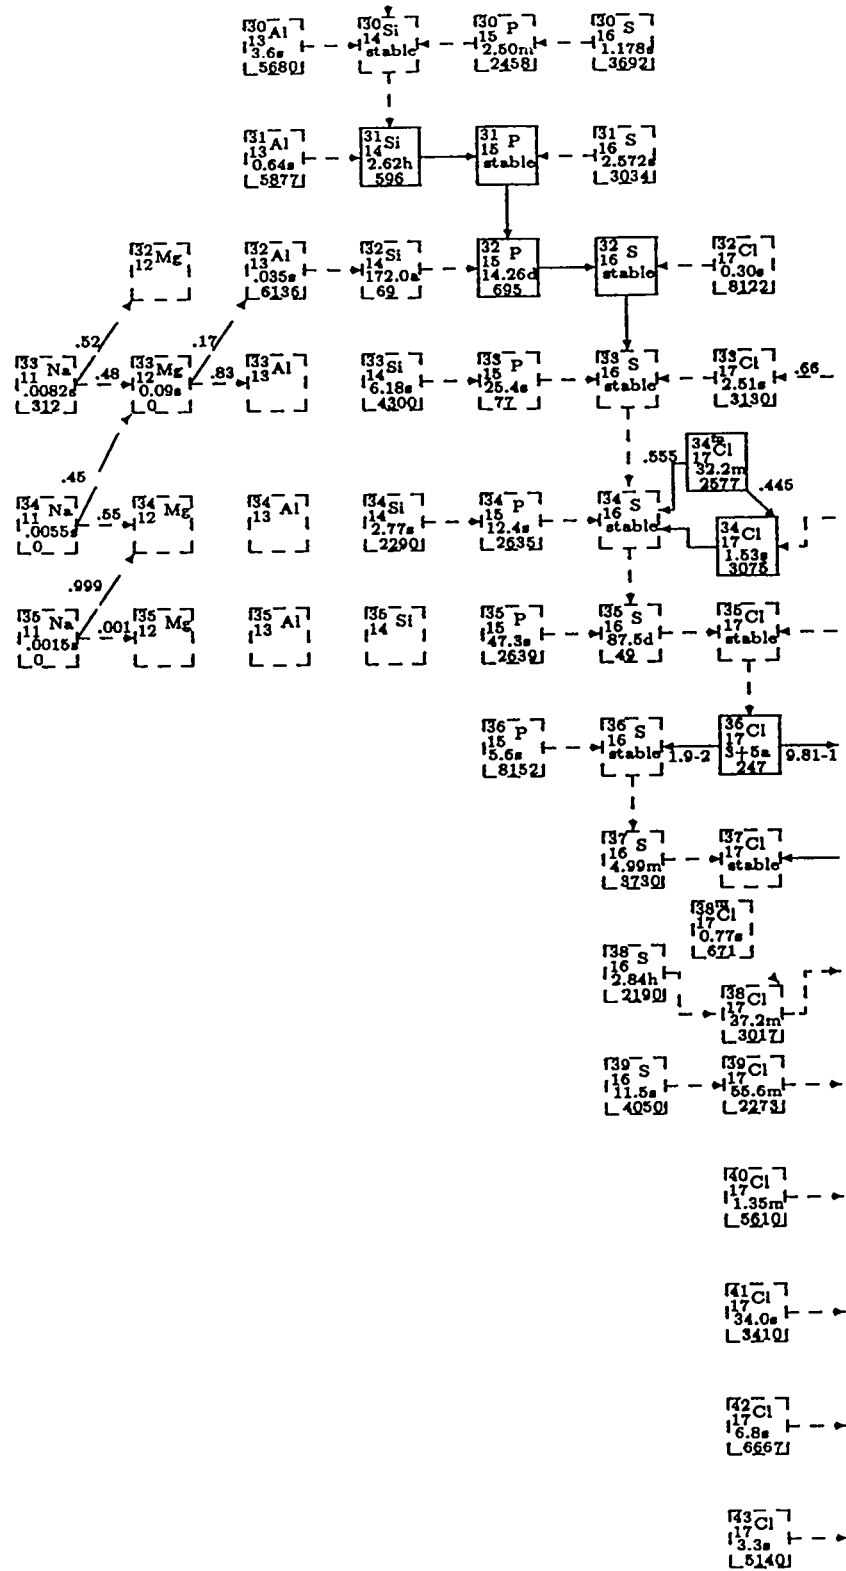 30 Al
13
3.6s
5680
30 Si
14
stable
30 P
15
2.50m
2458
30 S
16
1.178s
3692
31 Al
13
0.64s
5877
31 Si
14
2.62h
596
31 P
15
stable
31 S
16
2.572s
3034
32 Mg
12
32 Al
13
.035s
6136
32 Si
14
172.0a
69
32 P
15
14.26d
695
32 S
16
stable
32 Cl
17
0.30s
8122
.52
.17
33 Na
11
.0082s
312
.48
33 Mg
12
0.09s
0
.83
33 Al
13
33 Si
14
6.18s
4300
33 P
15
25.4s
77
33 S
16
stable
33 Cl
17
2.51s
3130
.66
.45
.555
34m Cl
17
32.2m
2577
.445
34 Na
11
.0055s
0
.55
34 Mg
12
34 Al
13
34 Si
14
2.77s
2290
34 P
15
12.4s
2635
34 S
16
stable
34 Cl
17
1.53s
3075
.999
35 Na
11
.0015s
0
.001
35 Mg
12
35 Al
13
35 Si
14
35 P
15
47.3s
2639
35 S
16
87.5d
49
35 Cl
17
stable
36 P
15
5.6s
8152
36 S
16
stable
1.9-2
36 Cl
17
3+5a
247
9.81-1
37 S
16
4.99m
3730
37 Cl
17
stable
38m Cl
17
0.77s
671
38 S
16
2.84h
2190
38 Cl
17
37.2m
3017
39 S
16
11.5s
4050
39 Cl
17
55.6m
2273
40 Cl
17
1.35m
5610
41 Cl
17
34.0s
3410
42 Cl
17
6.8s
6667
43 Cl
17
3.3s
5140